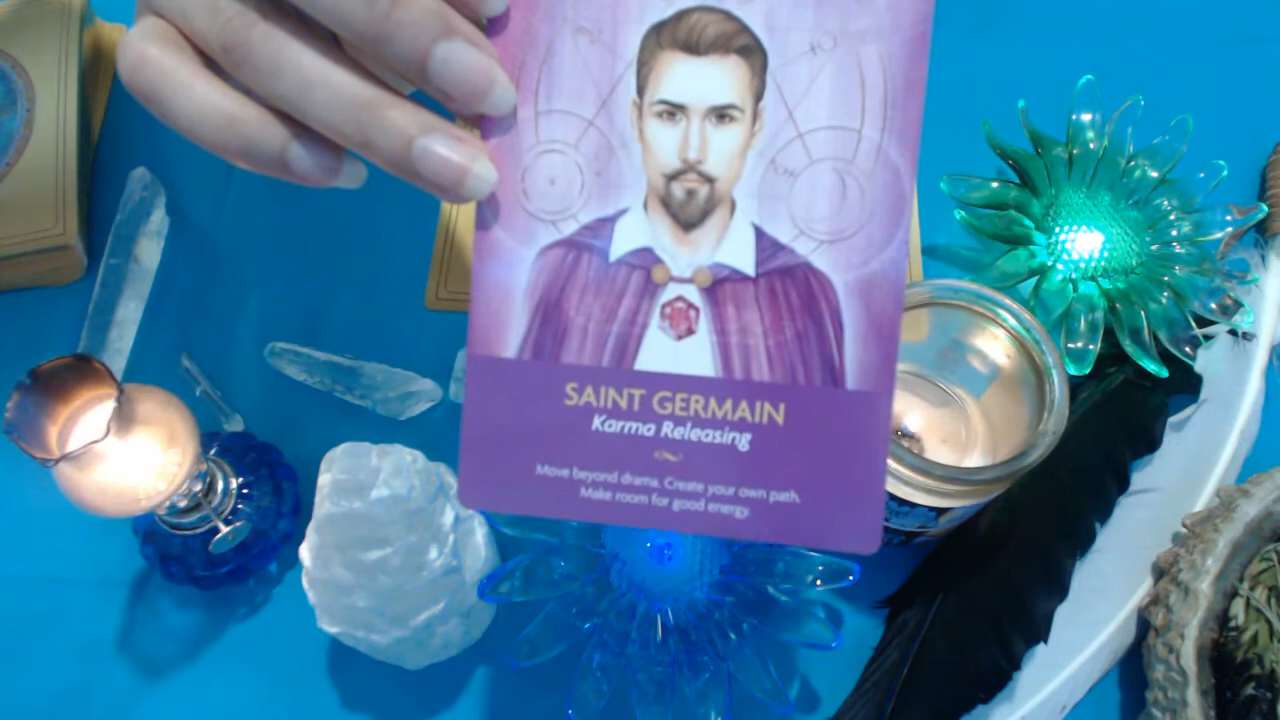 SAINT GERMAIN
Karma Releasing
Move beyond drama. Create your own path.
Make room for good energy.